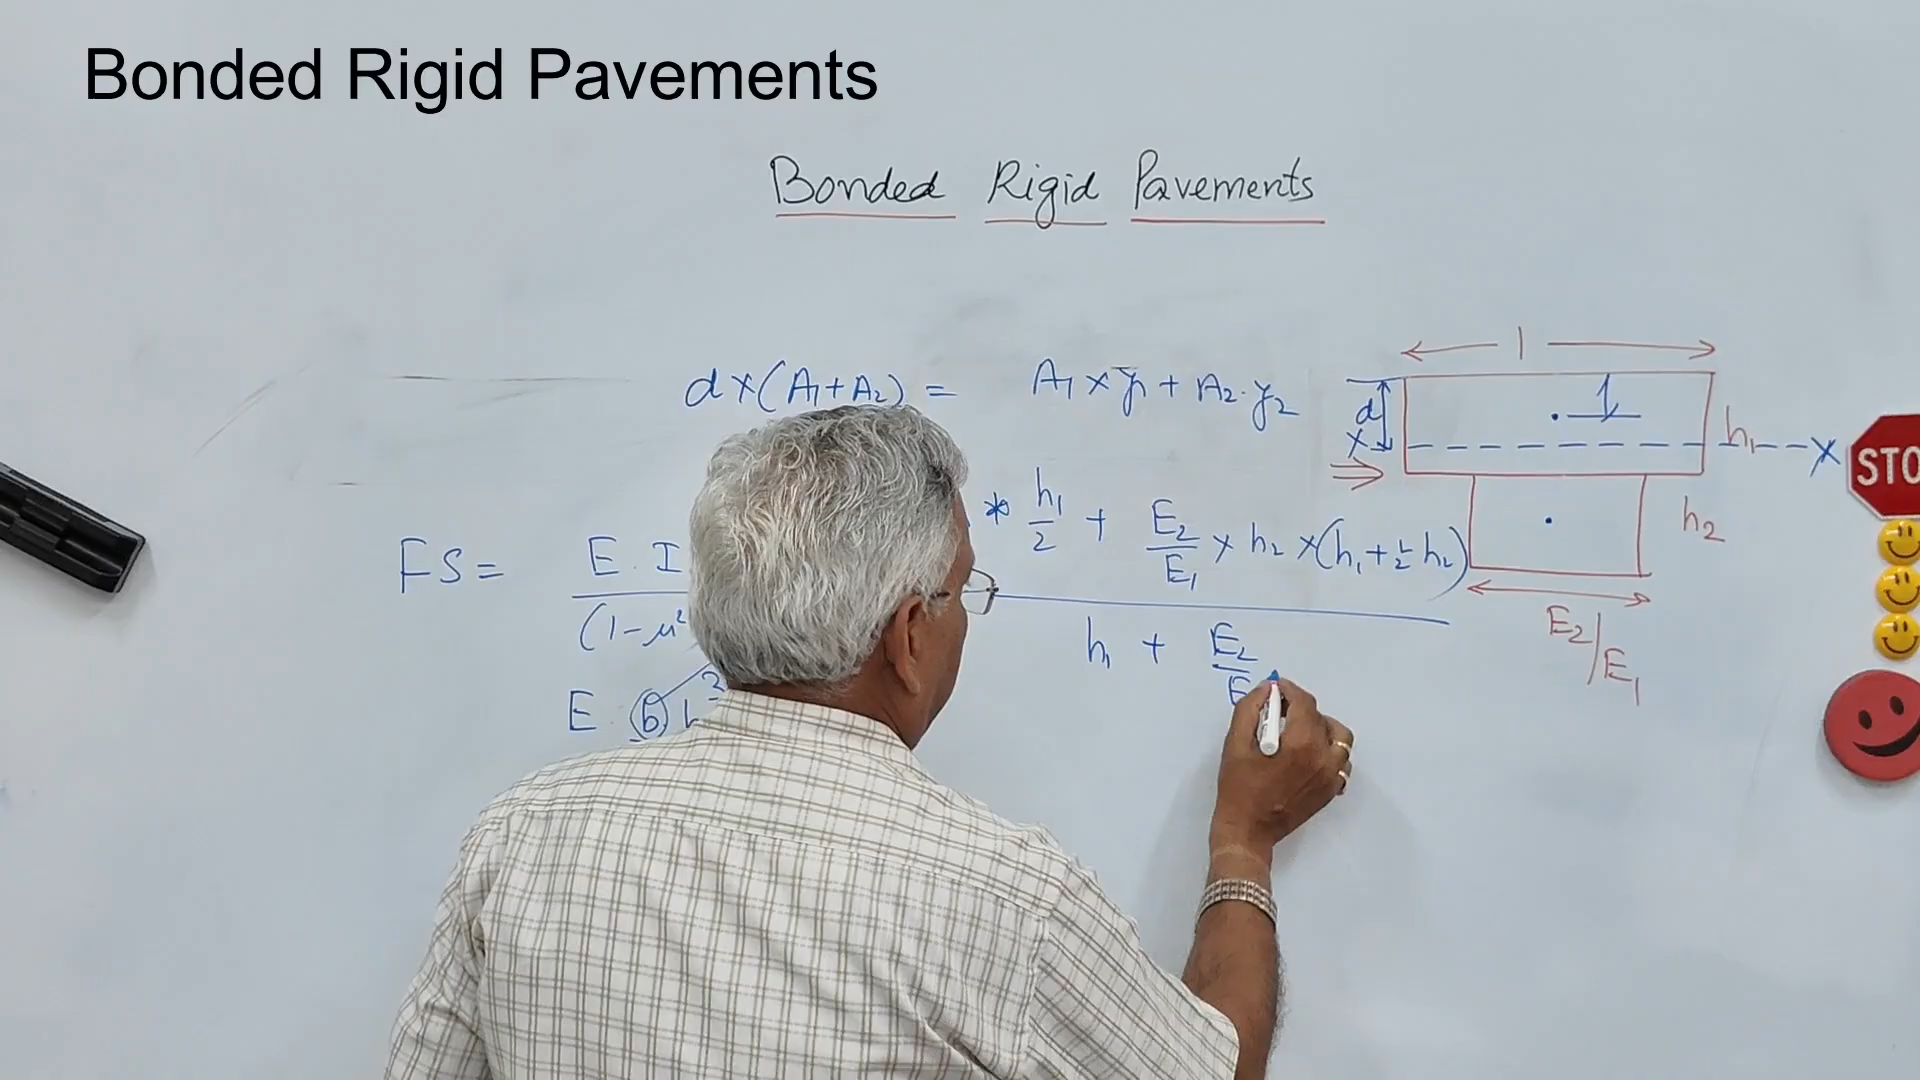 Bonded Rigid Pavements
Bonded Rigid Pavements
1
d×(A1+A2) = A1×y1 + A2·y2
d
1
h1
X X
STO
* h1/2 + E2/E1 × h2 ×(h1+½ h2)
h2
FS = E.I
(1-μ²
h1 + E2
E
E2/E1
E b h